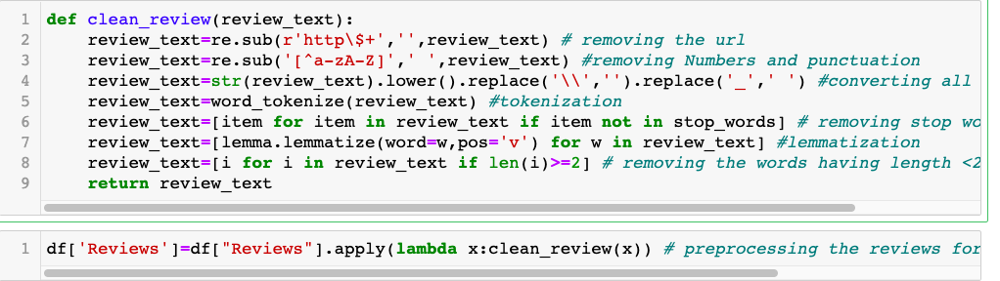 1 def clean_review(review_text):
2 review_text=re.sub(r'http\$+','',review_text) # removing the url
3 review_text=re.sub('[^a-zA-Z]',' ',review_text) #removing Numbers and punctuation
4 review_text=str(review_text).lower().replace('\\','').replace('_',' ') #converting all
5 review_text=word_tokenize(review_text) #tokenization
6 review_text=[item for item in review_text if item not in stop_words] # removing stop wo
7 review_text=[lemma.lemmatize(word=w,pos='v') for w in review_text] #lemmatization
8 review_text=[i for i in review_text if len(i)>=2] # removing the words having length <2
9 return review_text
1 df['Reviews']=df["Reviews"].apply(lambda x:clean_review(x)) # preprocessing the reviews for